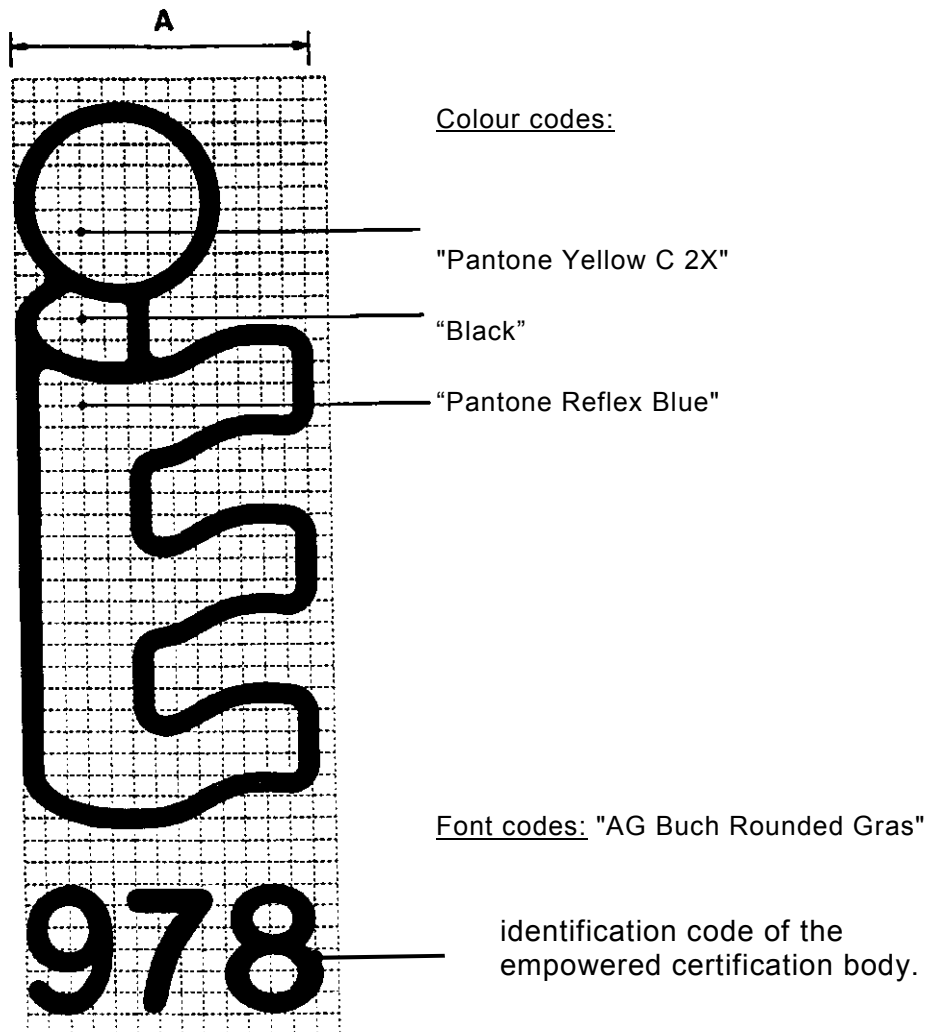 A
Colour codes:
"Pantone Yellow C 2X"
“Black”
“Pantone Reflex Blue"
Font codes: "AG Buch Rounded Gras"
978
identification code of the
empowered certification body.